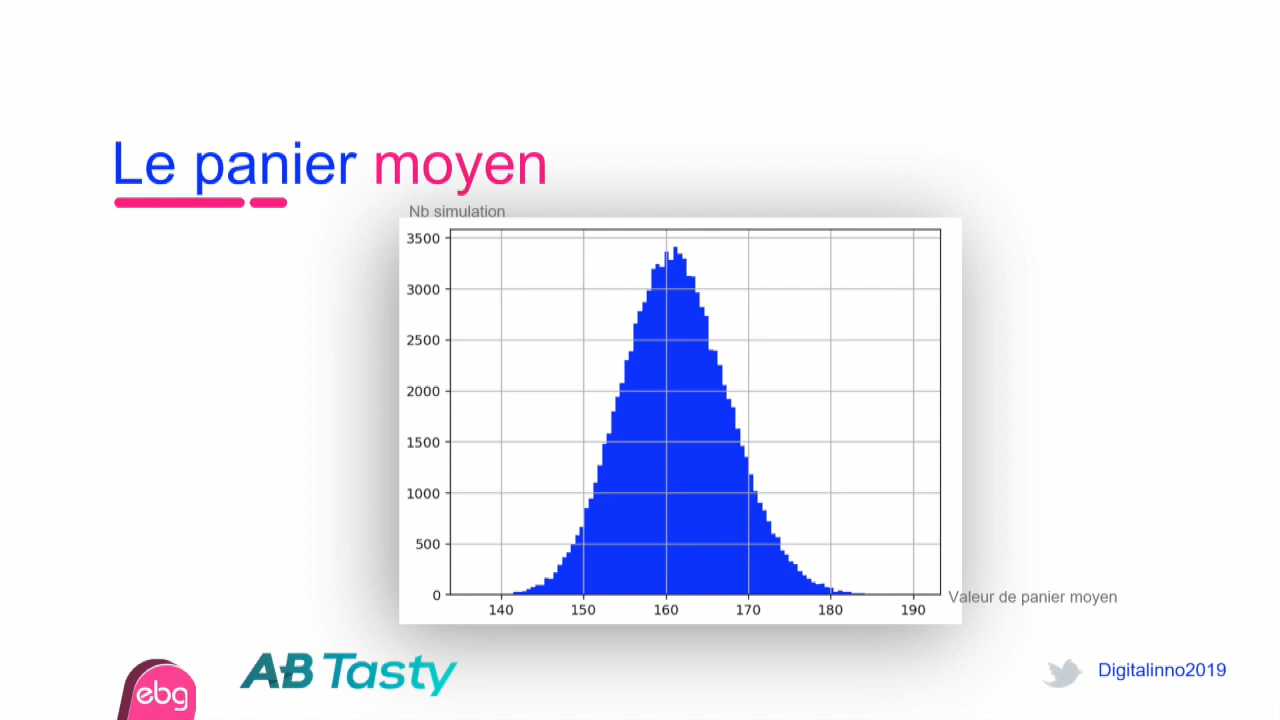 Le panier moyen
Nb simulation
3500
3000
2500
2000
1500
1000
500
0
140 150 160 170 180 190
Valeur de panier moyen
ebg
AB Tasty
Digitalinno2019